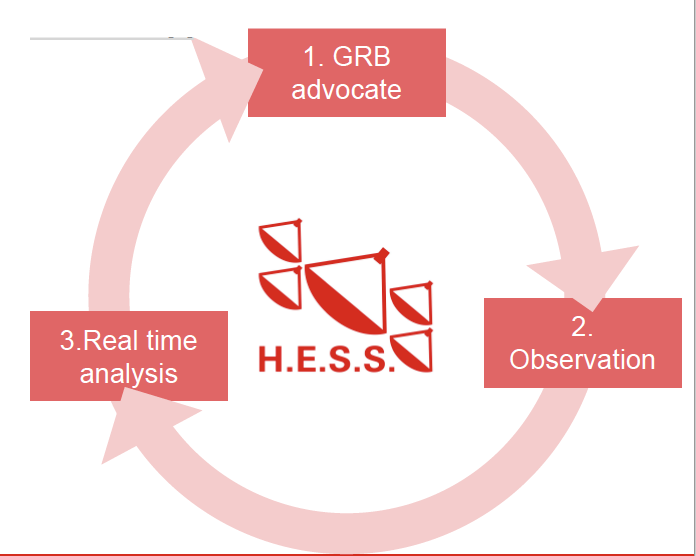 1. GRB
advocate
2.
Observation
3.Real time
analysis
H.E.S.S.